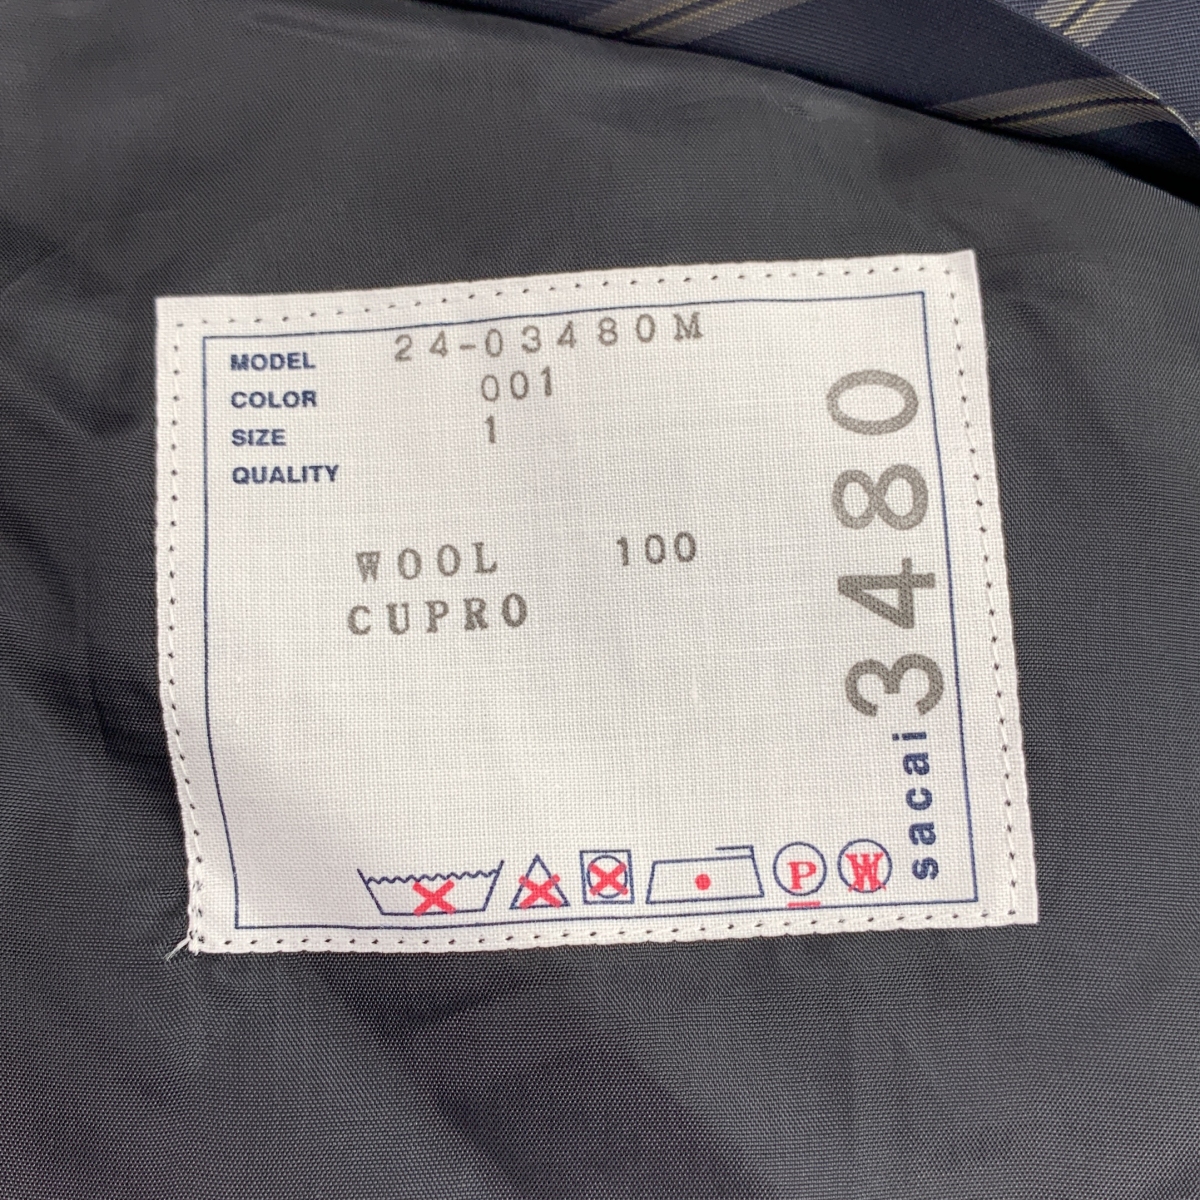 MODEL 24-03480M
COLOR 001
SIZE 1
QUALITY
WOOL 100
CUPRO
sacai 3480
P
W